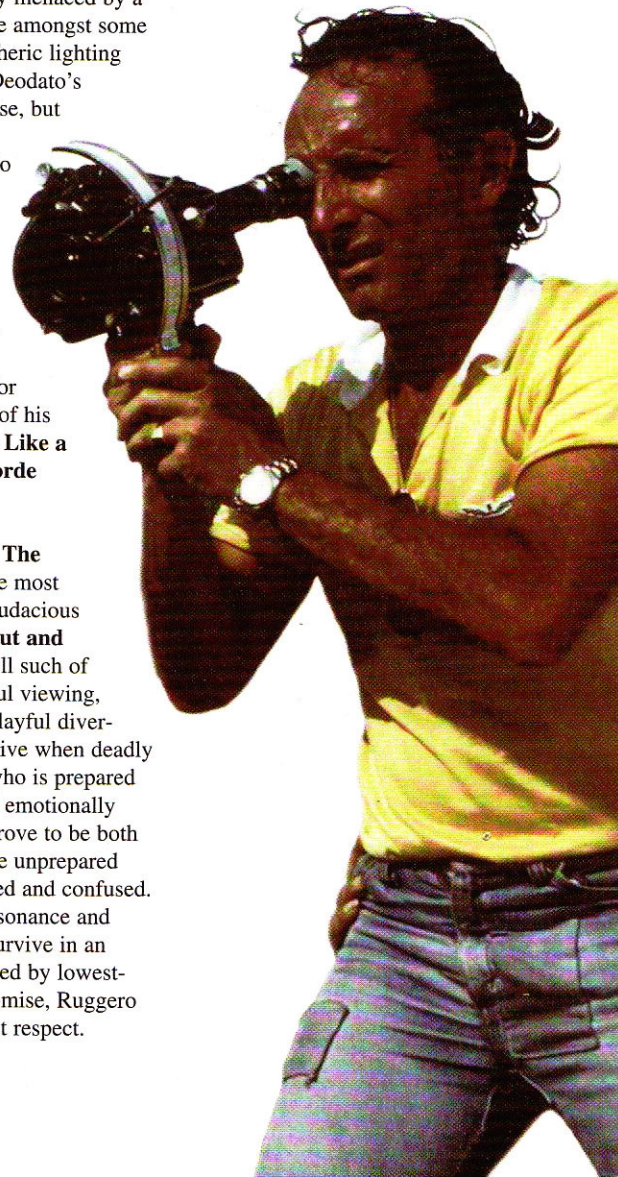 y menaced by a
e amongst some
heric lighting
Deodato's
se, but
o
or
of his
Like a
orde
The
e most
udacious
ut and
ll such of
ul viewing,
layful diver-
ive when deadly
who is prepared
emotionally
rove to be both
e unprepared
ed and confused.
sonance and
urvive in an
ed by lowest-
mise, Ruggero
t respect.